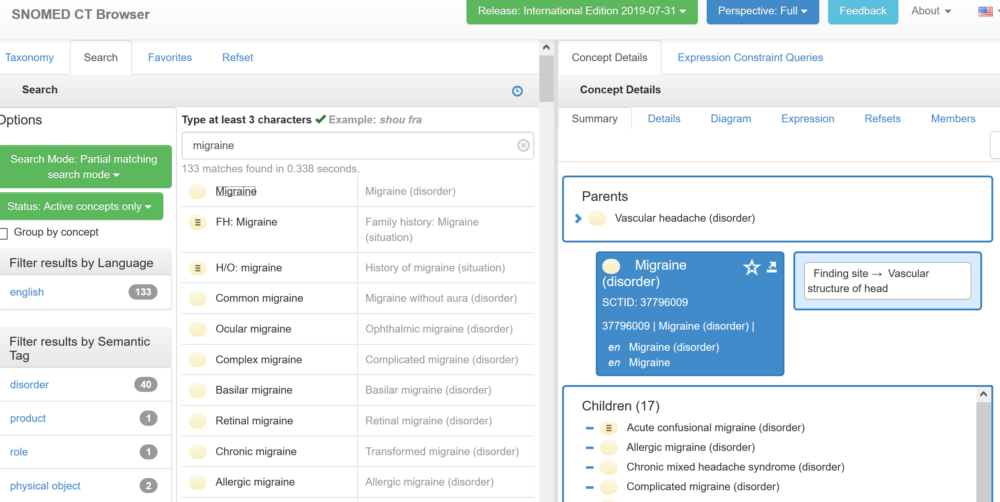 SNOMED CT Browser
Release: International Edition 2019-07-31
Perspective: Full
Feedback
About
Taxonomy
Search
Favorites
Refset
Search
Options
Search Mode: Partial matching
search mode
Status: Active concepts only
Group by concept
Filter results by Language
english 133
Filter results by Semantic
Tag
disorder 40
product 1
role 1
physical object 2
Type at least 3 characters Example: shou fra
migraine
133 matches found in 0.338 seconds.
Migraine Migraine (disorder)
FH: Migraine Family history: Migraine
(situation)
H/O: migraine History of migraine (situation)
Common migraine Migraine without aura (disorder)
Ocular migraine Ophthalmic migraine (disorder)
Complex migraine Complicated migraine (disorder)
Basilar migraine Basilar migraine (disorder)
Retinal migraine Retinal migraine (disorder)
Chronic migraine Transformed migraine (disorder)
Allergic migraine Allergic migraine (disorder)
Concept Details
Expression Constraint Queries
Concept Details
Summary
Details
Diagram
Expression
Refsets
Members
Parents
Vascular headache (disorder)
Migraine
(disorder)
SCTID: 37796009
37796009 | Migraine (disorder) |
en Migraine (disorder)
en Migraine
Finding site → Vascular
structure of head
Children (17)
Acute confusional migraine (disorder)
Allergic migraine (disorder)
Chronic mixed headache syndrome (disorder)
Complicated migraine (disorder)